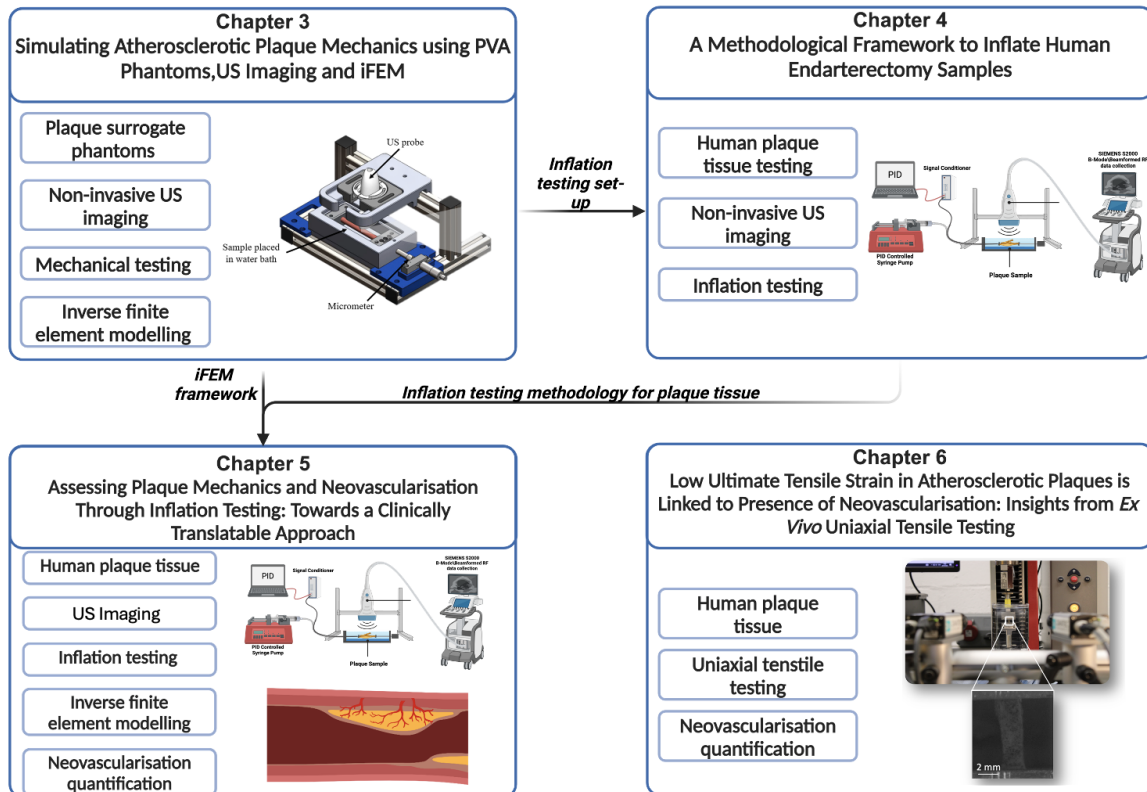 Chapter 3
Simulating Atherosclerotic Plaque Mechanics using PVA
Phantoms,US Imaging and iFEM
Plaque surrogate
phantoms
Non-invasive US
imaging
Mechanical testing
Inverse finite
element modelling
US probe
Sample placed
in water bath
Micrometer
Inflation
testing set-
up
Chapter 4
A Methodological Framework to Inflate Human
Endarterectomy Samples
Human plaque
tissue testing
Non-invasive US
imaging
Inflation testing
PID
Signal Conditioner
PID Controlled
Syringe Pump
Plaque Sample
SIEMENS S2000
B-Mode\Beamformed RF
data collection
iFEM
framework
Inflation testing methodology for plaque tissue
Chapter 5
Assessing Plaque Mechanics and Neovascularisation
Through Inflation Testing: Towards a Clinically
Translatable Approach
Human plaque tissue
US Imaging
Inflation testing
Inverse finite
element modelling
Neovascularisation
quantification
PID
Signal Conditioner
PID Controlled
Syringe Pump
Plaque Sample
SIEMENS S2000
B-Mode\Beamformed RF
data collection
Chapter 6
Low Ultimate Tensile Strain in Atherosclerotic Plaques is
Linked to Presence of Neovascularisation: Insights from Ex
Vivo Uniaxial Tensile Testing
Human plaque
tissue
Uniaxial tenstile
testing
Neovascularisation
quantification
2 mm